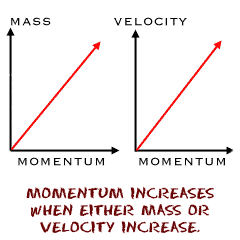 MASS VELOCITY
MOMENTUM MOMENTUM
MOMENTUM INCREASES
WHEN EITHER MASS OR
VELOCITY INCREASE.